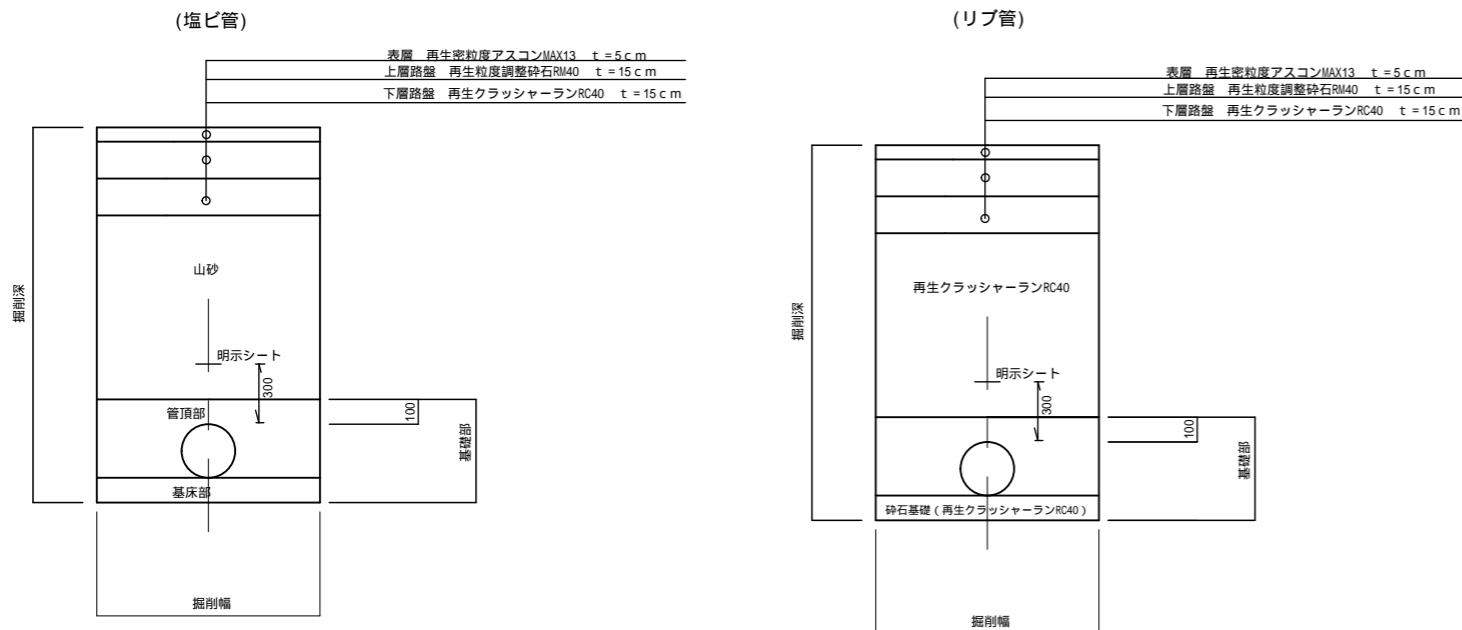 (塩ビ管)
表層　再生密粒度アスコンMAX13　ｔ=5ｃｍ
上層路盤　再生粒度調整砕石RM40　ｔ=15ｃｍ
下層路盤　再生クラッシャーランRC40　ｔ=15ｃｍ
山砂
掘削深
明示シート
300
管頂部
100
基礎部
基床部
掘削幅
(リブ管)
表層　再生密粒度アスコンMAX13　ｔ=5ｃｍ
上層路盤　再生粒度調整砕石RM40　ｔ=15ｃｍ
下層路盤　再生クラッシャーランRC40　ｔ=15ｃｍ
再生クラッシャーランRC40
掘削深
明示シート
300
100
基礎部
砕石基礎(再生クラッシャーランRC40)
掘削幅